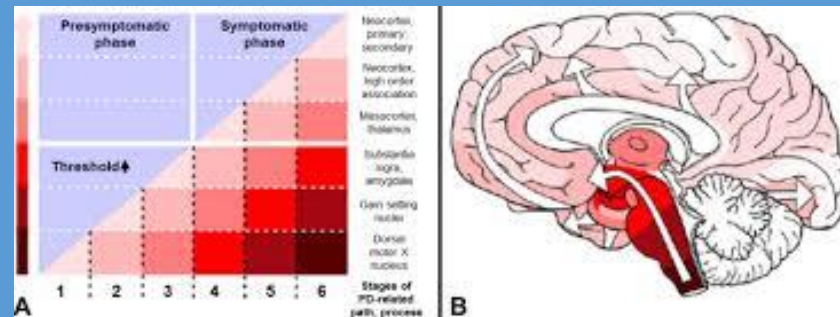 Presymptomatic
phase
Symptomatic
phase
Neocortex,
primary,
secondary
Neocortex,
high order
association
Mesocortex,
thalamus
Threshold
Substantia
nigra,
amygdala
Gain setting
nuclei
Dorsal
motor X
nucleus
1 2 3 4 5 6
Stages of
PD-related
path. process
A
B